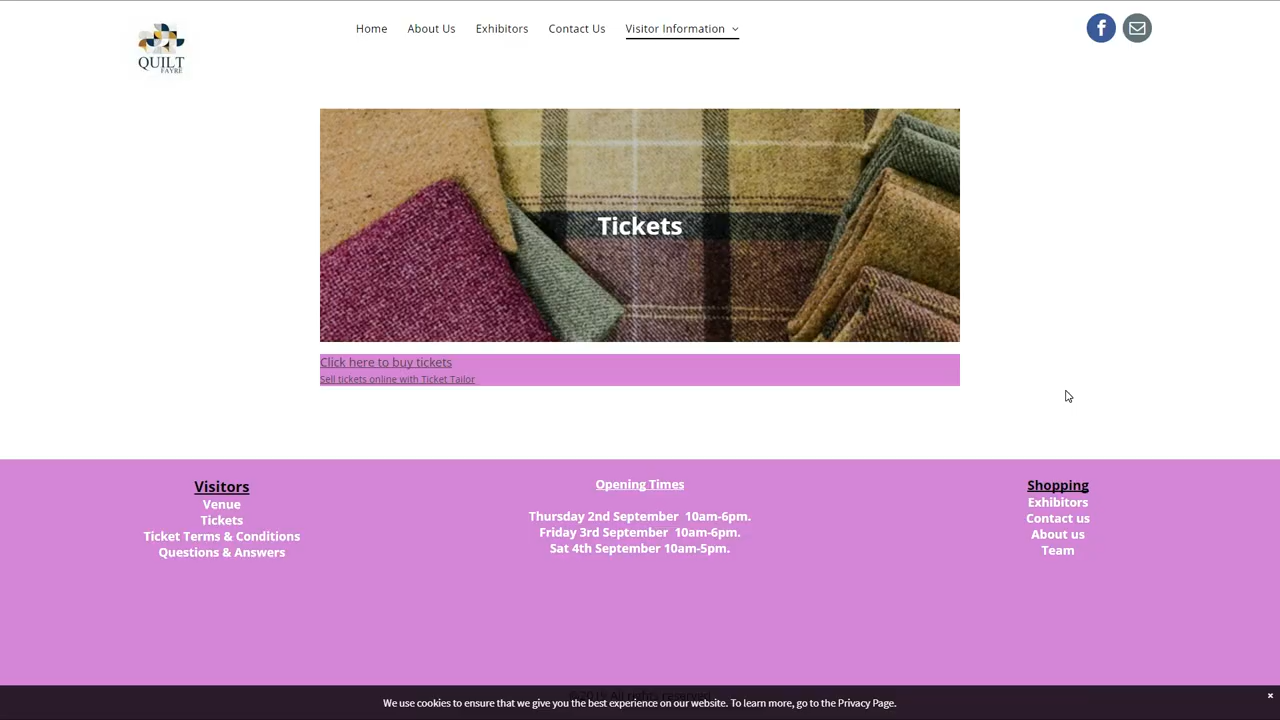 QUILT
FAYRE
Home About Us Exhibitors Contact Us Visitor Information
Tickets
Click here to buy tickets
Sell tickets online with Ticket Tailor
Visitors
Venue
Tickets
Ticket Terms & Conditions
Questions & Answers
Opening Times
Thursday 2nd September 10am-6pm.
Friday 3rd September 10am-6pm.
Sat 4th September 10am-5pm.
Shopping
Exhibitors
Contact us
About us
Team
We use cookies to ensure that we give you the best experience on our website. To learn more, go to the Privacy Page.